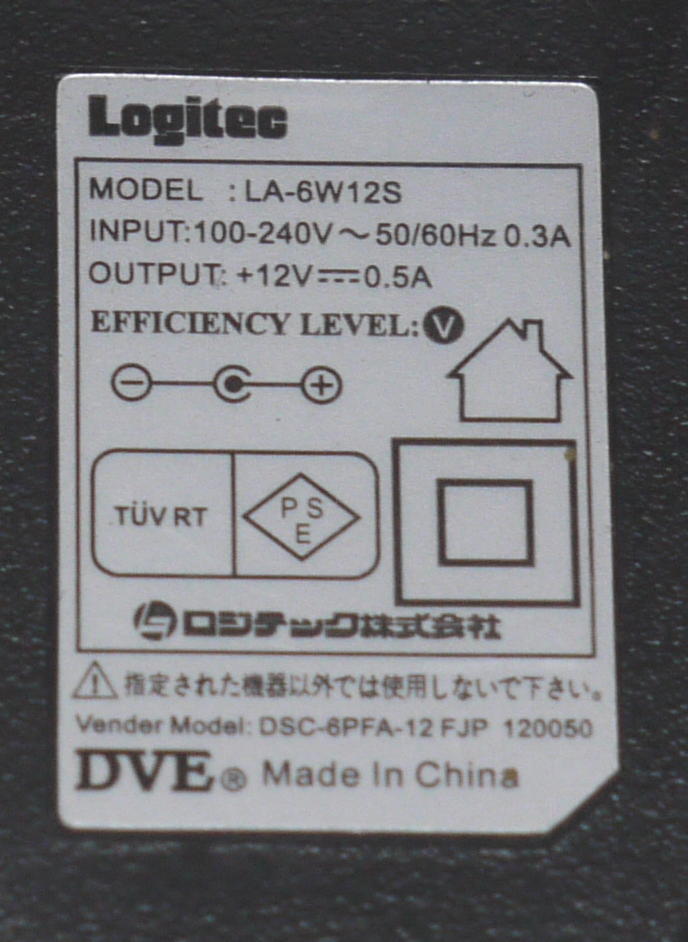 Logitec
MODEL : LA-6W12S
INPUT:100-240V～50/60Hz 0.3A
OUTPUT: +12V⎓0.5A
EFFICIENCY LEVEL:V
− +
TÜV RT
P S
E
ロジテック株式会社
指定された機器以外では使用しないで下さい。
Vender Model: DSC-6PFA-12 FJP 120050
DVE® Made In China